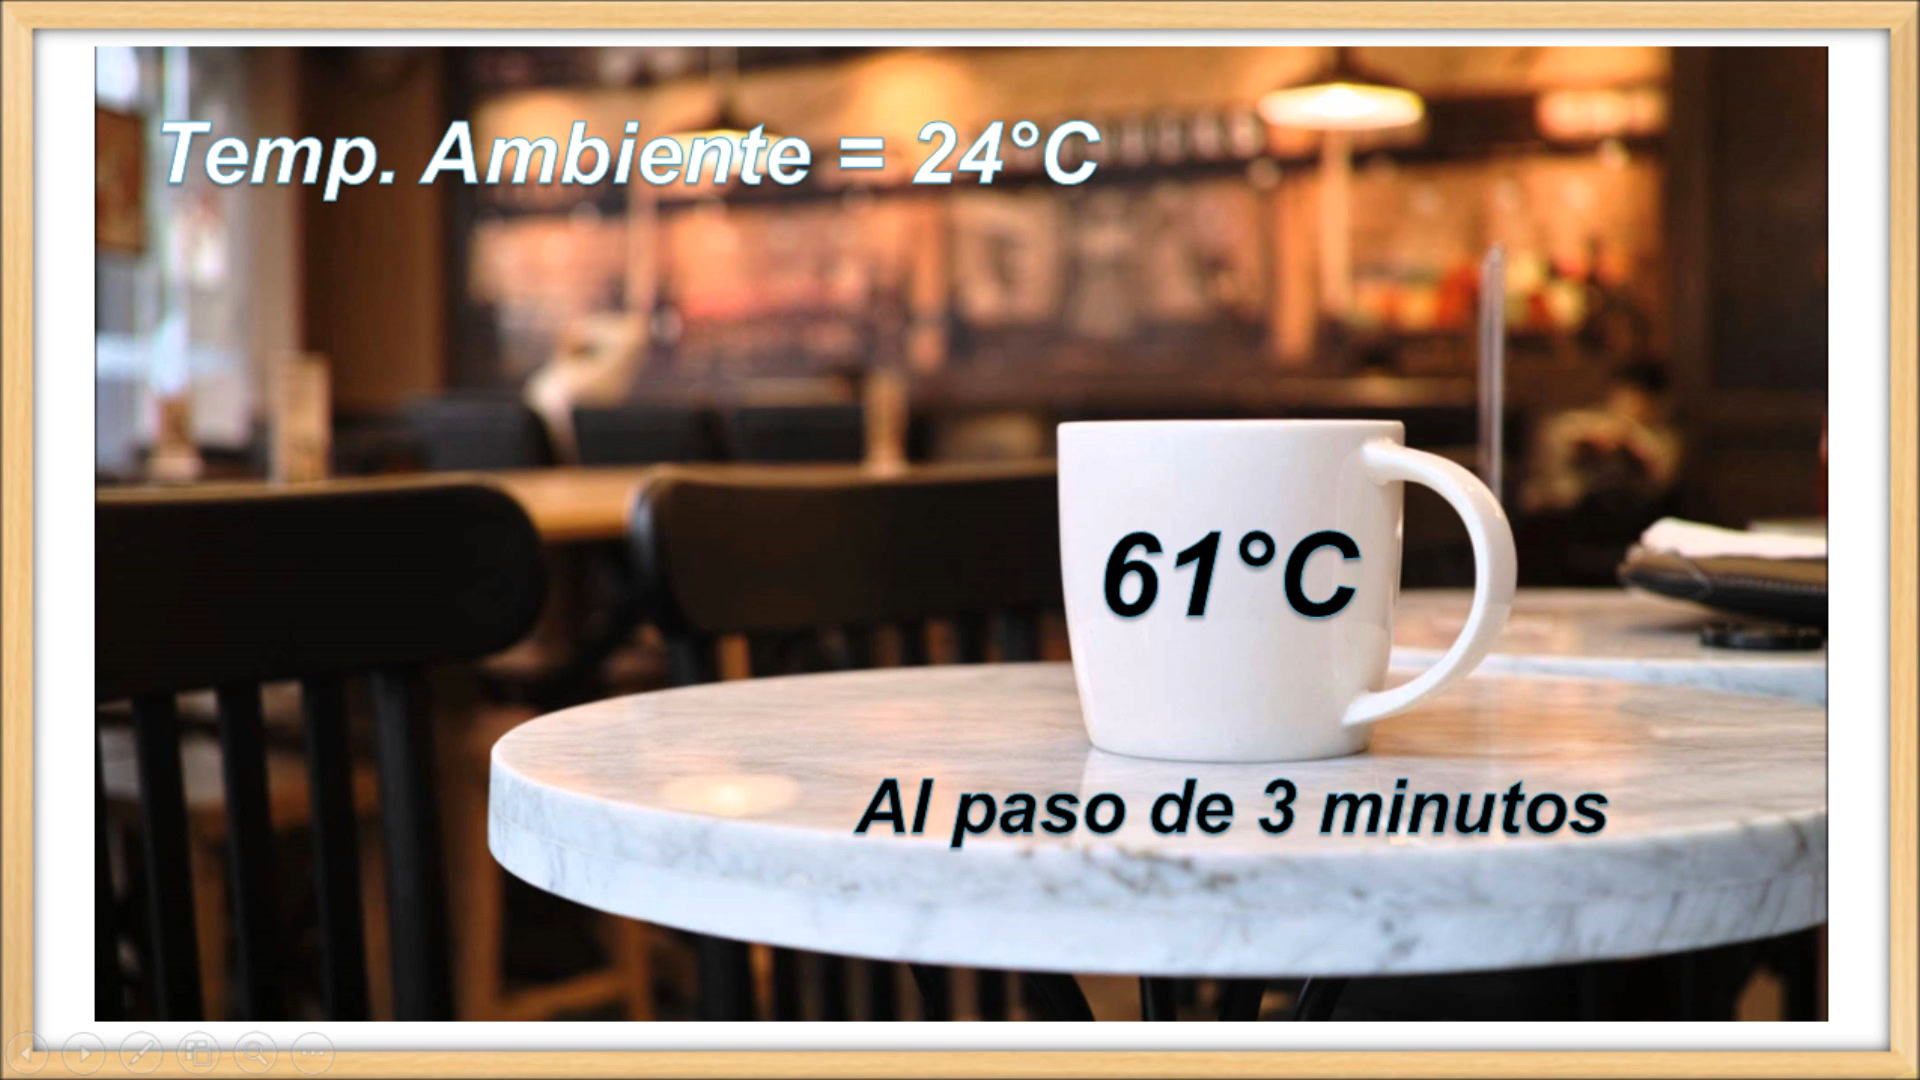 Temp. Ambiente = 24°C
61°C
Al paso de 3 minutos